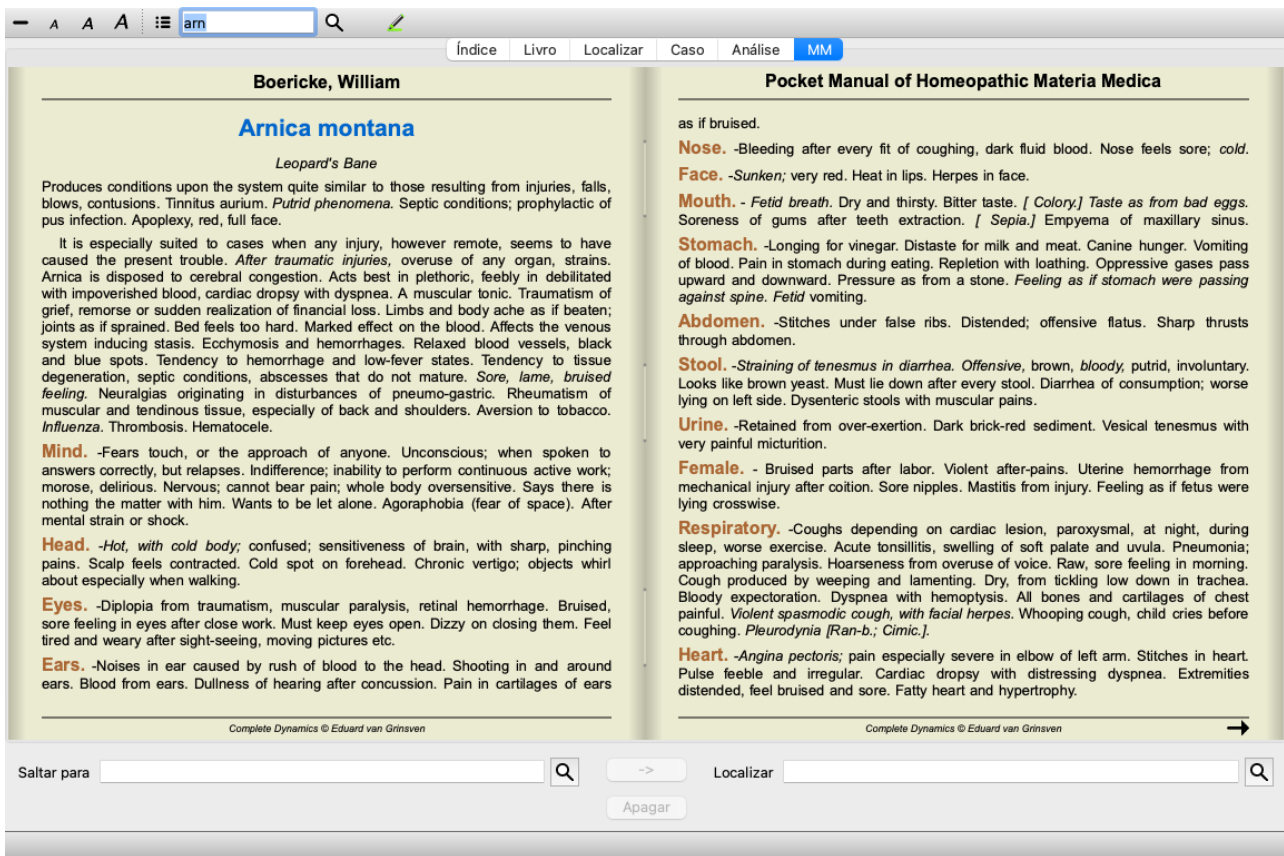 A A A arn
Índice Livro Localizar Caso Análise MM
Boericke, William
Arnica montana
Leopard's Bane
Produces conditions upon the system quite similar to those resulting from injuries, falls,
blows, contusions. Tinnitus aurium. Putrid phenomena. Septic conditions; prophylactic of
pus infection. Apoplexy, red, full face.
It is especially suited to cases when any injury, however remote, seems to have
caused the present trouble. After traumatic injuries, overuse of any organ, strains.
Arnica is disposed to cerebral congestion. Acts best in plethoric, feebly in debilitated
with impoverished blood, cardiac dropsy with dyspnea. A muscular tonic. Traumatism of
grief, remorse or sudden realization of financial loss. Limbs and body ache as if beaten;
joints as if sprained. Bed feels too hard. Marked effect on the blood. Affects the venous
system inducing stasis. Ecchymosis and hemorrhages. Relaxed blood vessels, black
and blue spots. Tendency to hemorrhage and low-fever states. Tendency to tissue
degeneration, septic conditions, abscesses that do not mature. Sore, lame, bruised
feeling. Neuralgias originating in disturbances of pneumo-gastric. Rheumatism of
muscular and tendinous tissue, especially of back and shoulders. Aversion to tobacco.
Influenza. Thrombosis. Hematocele.
Mind. -Fears touch, or the approach of anyone. Unconscious; when spoken to
answers correctly, but relapses. Indifference; inability to perform continuous active work;
morose, delirious. Nervous; cannot bear pain; whole body oversensitive. Says there is
nothing the matter with him. Wants to be let alone. Agoraphobia (fear of space). After
mental strain or shock.
Head. -Hot, with cold body; confused; sensitiveness of brain, with sharp, pinching
pains. Scalp feels contracted. Cold spot on forehead. Chronic vertigo; objects whirl
about especially when walking.
Eyes. -Diplopia from traumatism, muscular paralysis, retinal hemorrhage. Bruised,
sore feeling in eyes after close work. Must keep eyes open. Dizzy on closing them. Feel
tired and weary after sight-seeing, moving pictures etc.
Ears. -Noises in ear caused by rush of blood to the head. Shooting in and around
ears. Blood from ears. Dullness of hearing after concussion. Pain in cartilages of ears
Complete Dynamics © Eduard van Grinsven
Pocket Manual of Homeopathic Materia Medica
as if bruised.
Nose. -Bleeding after every fit of coughing, dark fluid blood. Nose feels sore; cold.
Face. -Sunken; very red. Heat in lips. Herpes in face.
Mouth. - Fetid breath. Dry and thirsty. Bitter taste. [ Colory.] Taste as from bad eggs.
Soreness of gums after teeth extraction. [ Sepia.] Empyema of maxillary sinus.
Stomach. -Longing for vinegar. Distaste for milk and meat. Canine hunger. Vomiting
of blood. Pain in stomach during eating. Repletion with loathing. Oppressive gases pass
upward and downward. Pressure as from a stone. Feeling as if stomach were passing
against spine. Fetid vomiting.
Abdomen. -Stitches under false ribs. Distended; offensive flatus. Sharp thrusts
through abdomen.
Stool. -Straining of tenesmus in diarrhea. Offensive, brown, bloody, putrid, involuntary.
Looks like brown yeast. Must lie down after every stool. Diarrhea of consumption; worse
lying on left side. Dysenteric stools with muscular pains.
Urine. -Retained from over-exertion. Dark brick-red sediment. Vesical tenesmus with
very painful micturition.
Female. - Bruised parts after labor. Violent after-pains. Uterine hemorrhage from
mechanical injury after coition. Sore nipples. Mastitis from injury. Feeling as if fetus were
lying crosswise.
Respiratory. -Coughs depending on cardiac lesion, paroxysmal, at night, during
sleep, worse exercise. Acute tonsillitis, swelling of soft palate and uvula. Pneumonia;
approaching paralysis. Hoarseness from overuse of voice. Raw, sore feeling in morning.
Cough produced by weeping and lamenting. Dry, from tickling low down in trachea.
Bloody expectoration. Dyspnea with hemoptysis. All bones and cartilages of chest
painful. Violent spasmodic cough, with facial herpes. Whooping cough, child cries before
coughing. Pleurodynia [Ran-b.; Cimic.].
Heart. -Angina pectoris; pain especially severe in elbow of left arm. Stitches in heart.
Pulse feeble and irregular. Cardiac dropsy with distressing dyspnea. Extremities
distended, feel bruised and sore. Fatty heart and hypertrophy.
Complete Dynamics © Eduard van Grinsven
Saltar para -> Localizar
Apagar